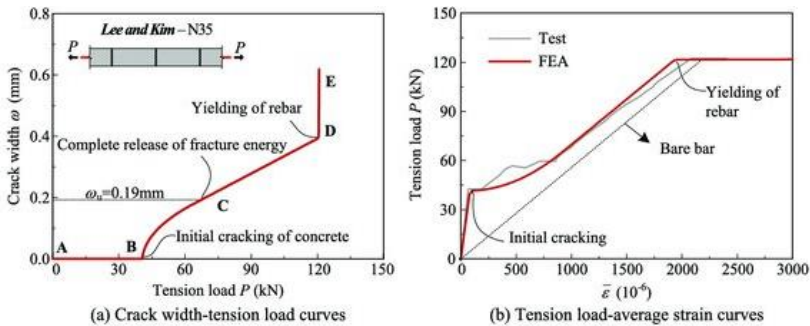 Lee and Kim – N35
P
P
Crack width ω (mm)
0.8
0.6
0.4
0.2
0.0
0
30
60
90
120
150
Tension load P (kN)
A
B
C
D
E
Yielding of rebar
Complete release of fracture energy
ωu=0.19mm
Initial cracking of concrete
(a) Crack width-tension load curves
Tension load P (kN)
150
120
90
60
30
0
0
500
1000
1500
2000
2500
3000
ε̅ (10⁻⁶)
Test
FEA
Yielding of
rebar
Bare bar
Initial cracking
(b) Tension load-average strain curves